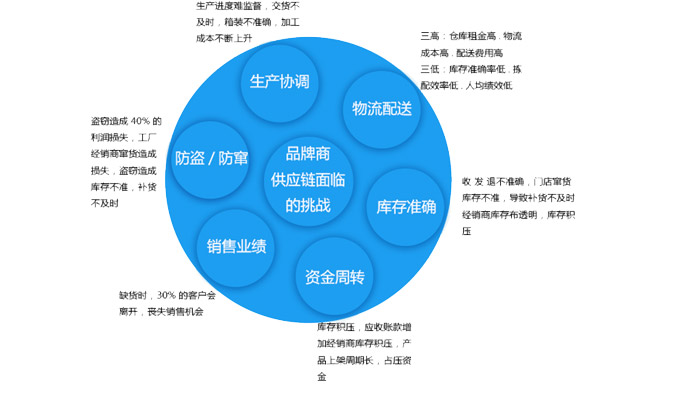 生产进度难监督，交货不
及时，箱装不准确，加工
成本不断上升
生产协调
三高：仓库租金高．物流
成本高．配送费用高
三低：库存准确率低．拣
配效率低．人均绩效低
物流配送
盗窃造成 40% 的
利润损失，工厂
经销商窜货造成
损失，盗窃造成
库存不准，补货
不及时
防盗 / 防窜
品牌商
供应链面临
的挑战
库存准确
收 发 退不准确，门店窜货
库存不准，导致补货不及时
经销商库存布透明，库存积
压
销售业绩
缺货时，30% 的客户会
离开，丧失销售机会
资金周转
库存积压，应收账款增
加经销商库存积压，产
品上架周期长，占压资
金